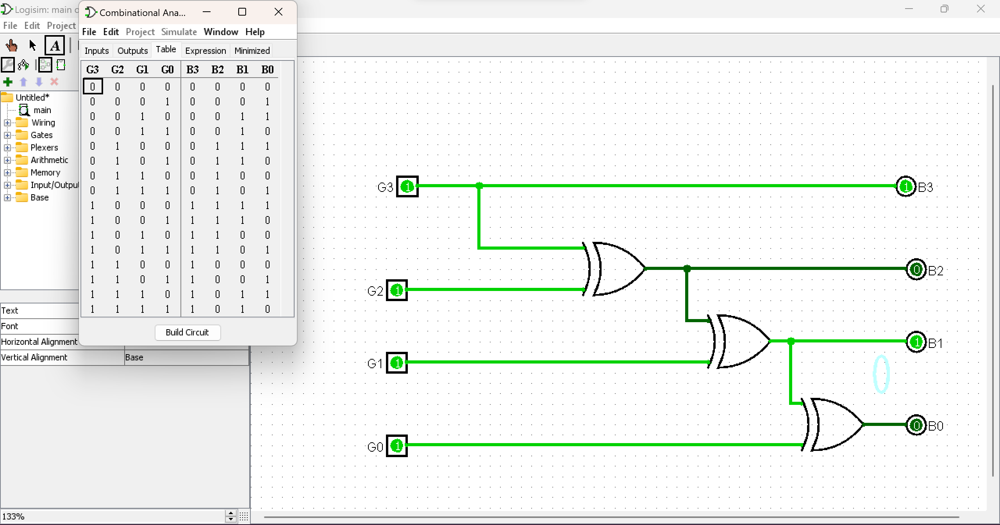 Logisim: main o
Combinational Ana...
File Edit Project
File Edit Project Simulate Window Help
A
Inputs Outputs Table Expression Minimized
G3 G2 G1 G0 B3 B2 B1 B0
0 0 0 0 0 0 0 0
0 0 0 1 0 0 0 1
0 0 1 0 0 0 1 1
0 0 1 1 0 0 1 0
0 1 0 0 0 1 1 1
0 1 0 1 0 1 1 0
0 1 1 0 0 1 0 0
0 1 1 1 0 1 0 1
1 0 0 0 1 1 1 1
1 0 0 1 1 1 1 0
1 0 1 0 1 1 0 0
1 0 1 1 1 1 0 1
1 1 0 0 1 0 0 0
1 1 0 1 1 0 0 1
1 1 1 0 1 0 1 1
1 1 1 1 1 0 1 0
Build Circuit
Untitled*
main
Wiring
Gates
Plexers
Arithmetic
Memory
Input/Outpu
Base
Text
Font
Horizontal Alignment
Vertical Alignment Base
133%
G3 1 1 B3
0 B2
G2 1
1 B1
G1 1
0 B0
G0 1